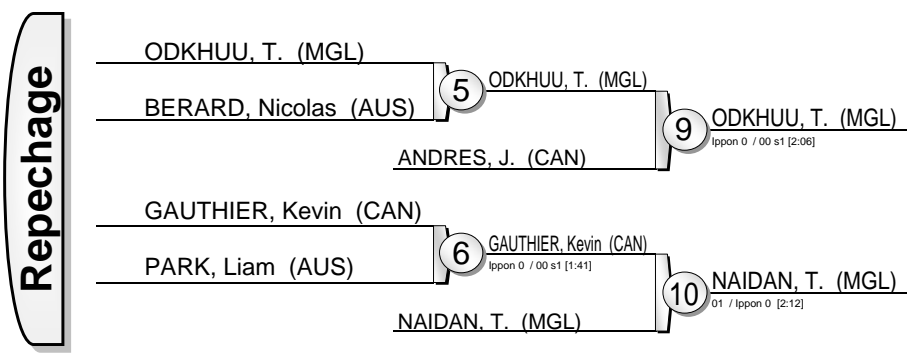 Repechage
ODKHUU, T. (MGL)
BERARD, Nicolas (AUS)
5
ODKHUU, T. (MGL)
ANDRES, J. (CAN)
9
ODKHUU, T. (MGL)
Ippon 0 / 00 s1 [2:06]
GAUTHIER, Kevin (CAN)
PARK, Liam (AUS)
6
GAUTHIER, Kevin (CAN)
Ippon 0 / 00 s1 [1:41]
NAIDAN, T. (MGL)
10
NAIDAN, T. (MGL)
01 / Ippon 0 [2:12]